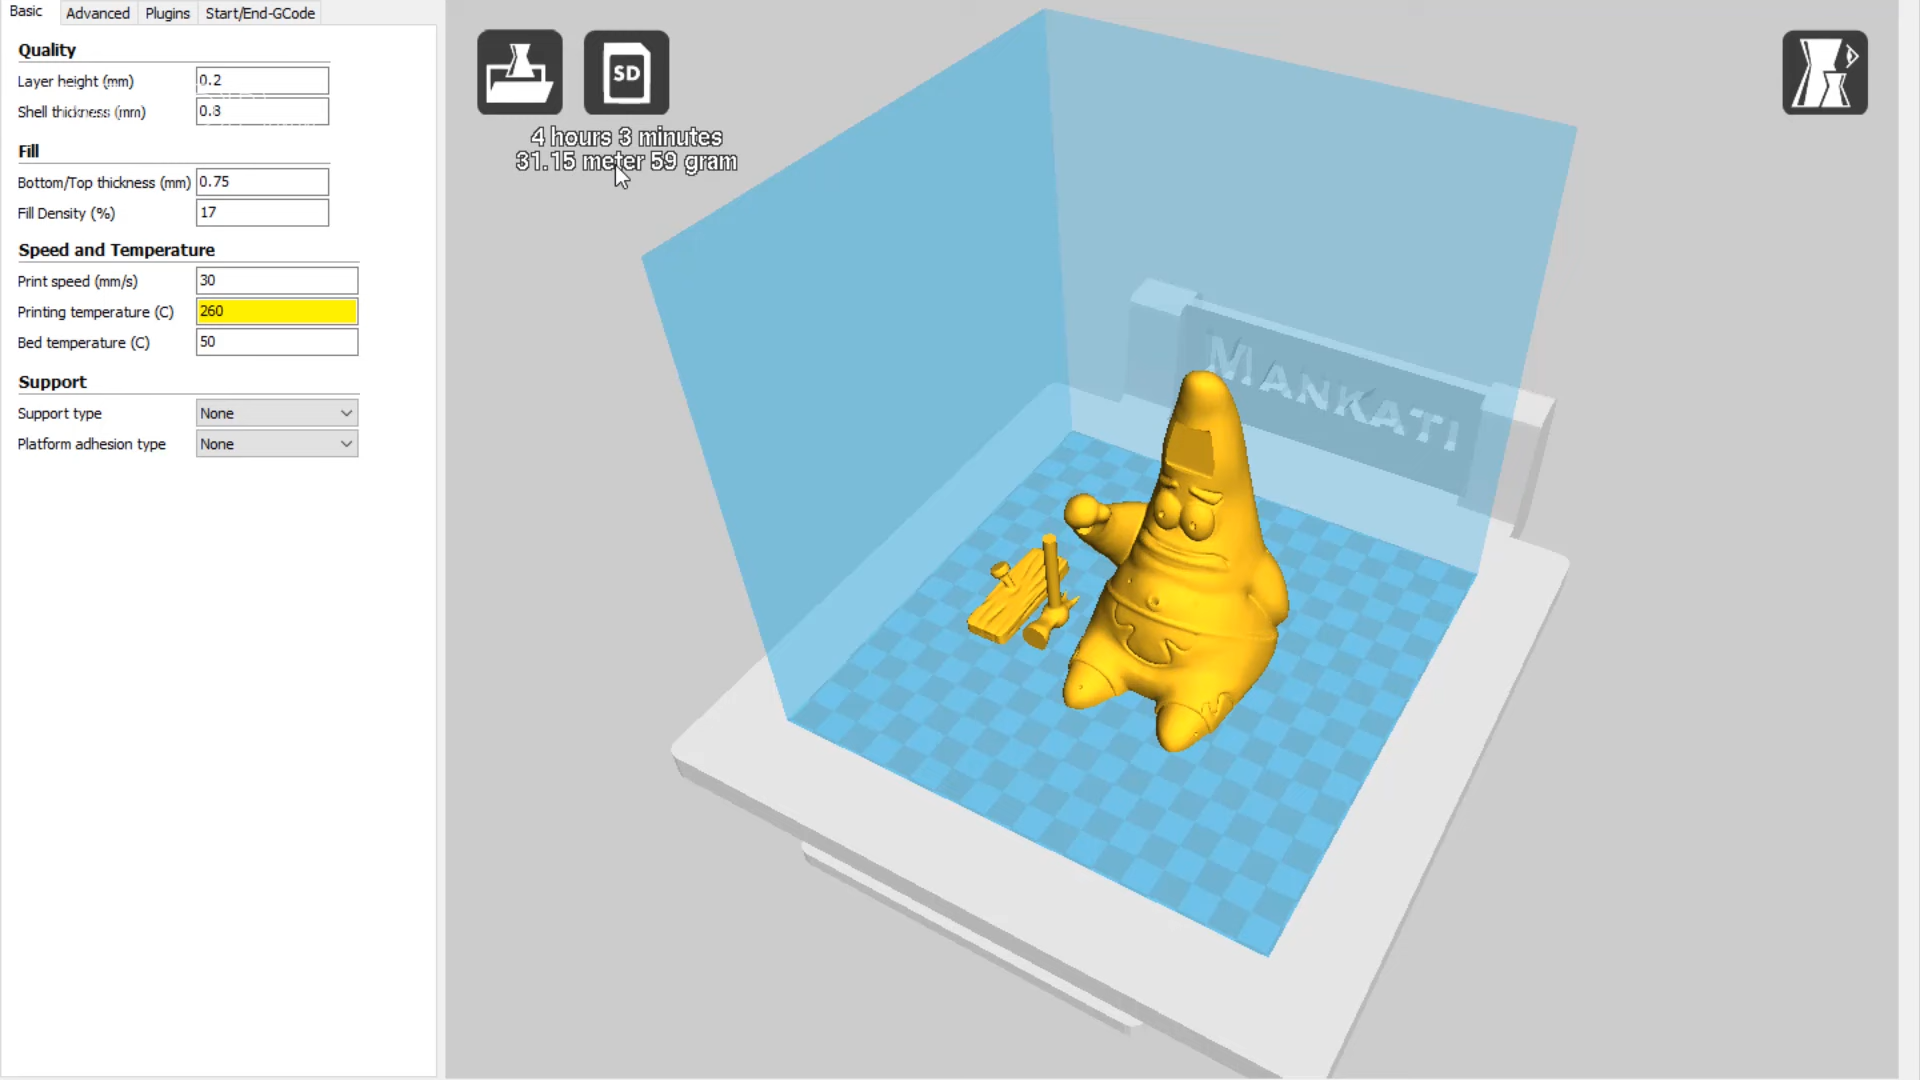 Basic Advanced Plugins Start/End-GCode
Quality
Layer height (mm) 0.2
Shell thickness (mm) 0.8
Fill
Bottom/Top thickness (mm) 0.75
Fill Density (%) 17
Speed and Temperature
Print speed (mm/s) 30
Printing temperature (C) 260
Bed temperature (C) 50
Support
Support type None
Platform adhesion type None
SD
4 hours 3 minutes
31.15 meter 59 gram
MANKATI